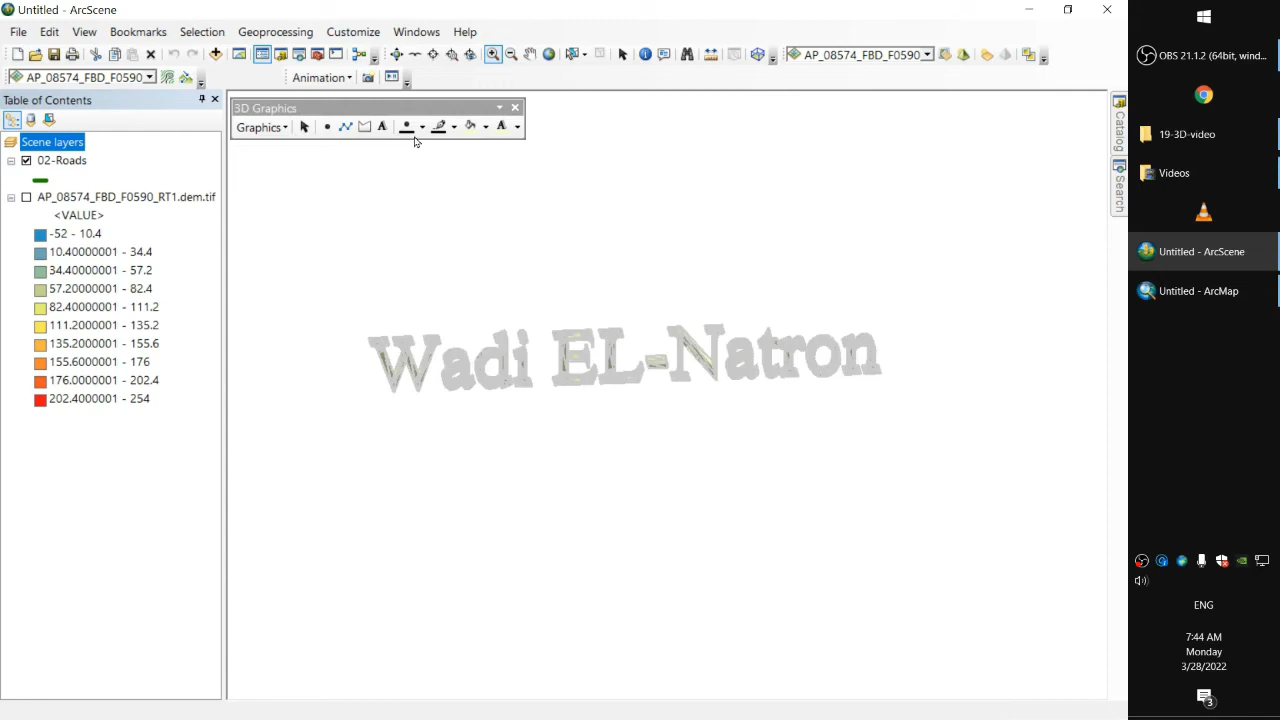 Untitled - ArcScene
File Edit View Bookmarks Selection Geoprocessing Customize Windows Help
AP_08574_FBD_F0590
AP_08574_FBD_F0590
Animation
Table of Contents
3D Graphics
Graphics
A
A
Scene layers
02-Roads
AP_08574_FBD_F0590_RT1.dem.tif
<VALUE>
-52 - 10.4
10.40000001 - 34.4
34.40000001 - 57.2
57.20000001 - 82.4
82.40000001 - 111.2
111.2000001 - 135.2
135.2000001 - 155.6
155.6000001 - 176
176.0000001 - 202.4
202.4000001 - 254
Wadi EL-Natron
Catalog
Search
OBS 21.1.2 (64bit, wind...
19-3D-video
Videos
Untitled - ArcScene
Untitled - ArcMap
ENG
7:44 AM
Monday
3/28/2022
3